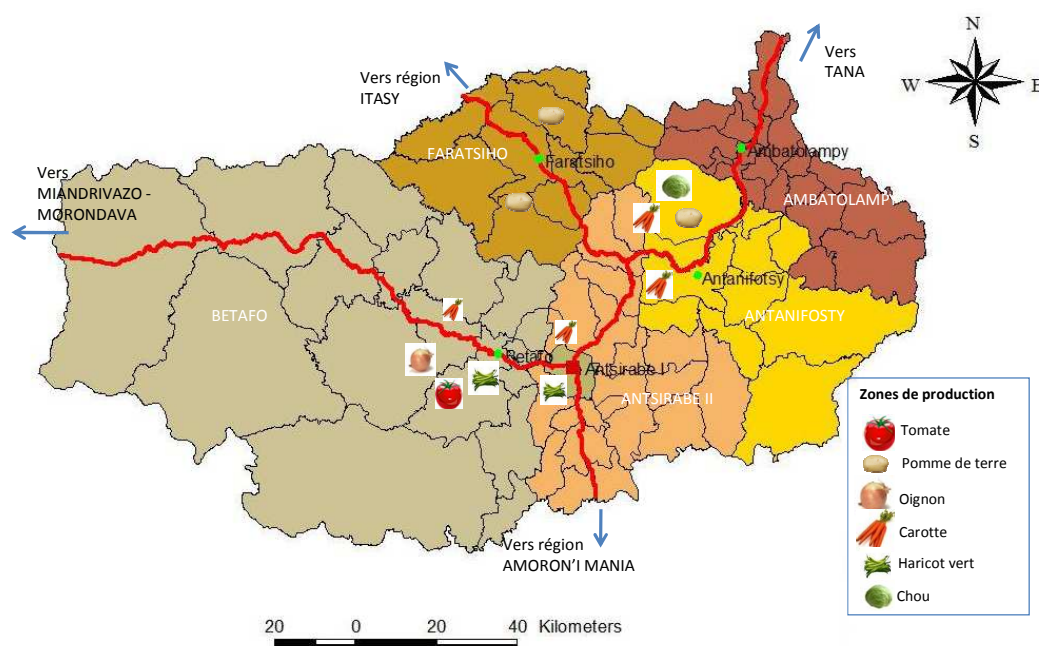 N
W
E
S
Vers
TANA
Vers région
ITASY
FARATSIHO
Faratsiho
Ambatolampy
AMBATOLAMPY
Vers
MIANDRIVAZO -
MORONDAVA
Antanifotsy
BETAFO
ANTANIFOSTY
Betafo
Antsirabe I
ANTSIRABE II
Vers région
AMORON'I MANIA
Zones de production
Tomate
Pomme de terre
Oignon
Carotte
Haricot vert
Chou
20 0 20 40 Kilometers